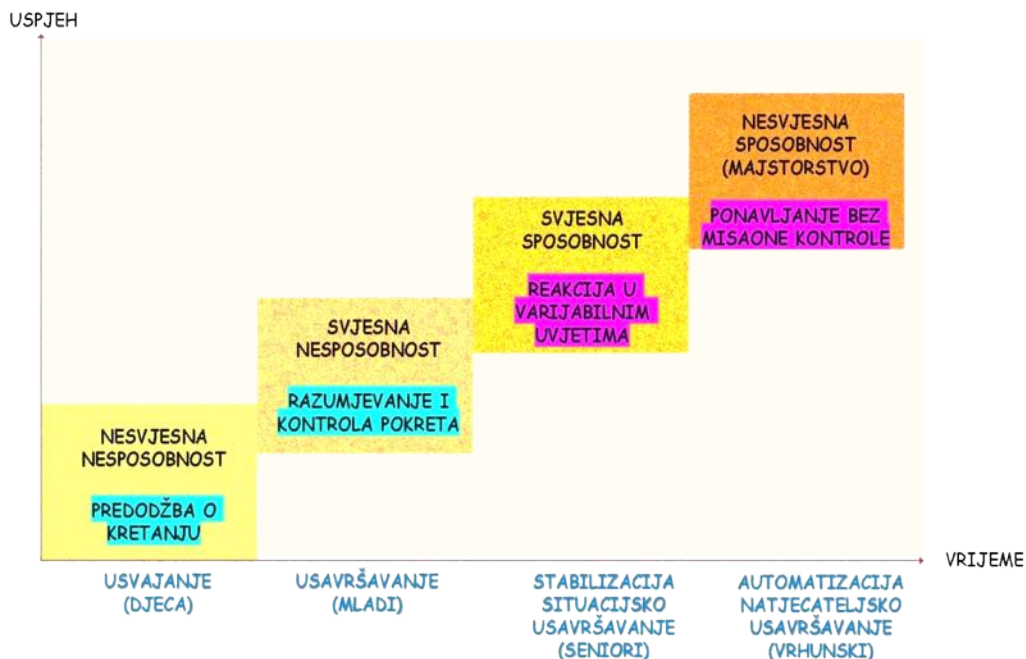 USPJEH
NESVJESNA
SPOSOBNOST
(MAJSTORSTVO)
PONAVLJANJE BEZ
MISAONE KONTROLE
SVJESNA
SPOSOBNOST
REAKCIJA U
VARIJABILNIM
UVJETIMA
SVJESNA
NESPOSOBNOST
RAZUMJEVANJE I
KONTROLA POKRETA
NESVJESNA
NESPOSOBNOST
PREDODŽBA O
KRETANJU
VRIJEME
USVAJANJE
(DJECA)
USAVRŠAVANJE
(MLADI)
STABILIZACIJA
SITUACIJSKO
USAVRŠAVANJE
(SENIORI)
AUTOMATIZACIJA
NATJECATELJSKO
USAVRŠAVANJE
(VRHUNSKI)